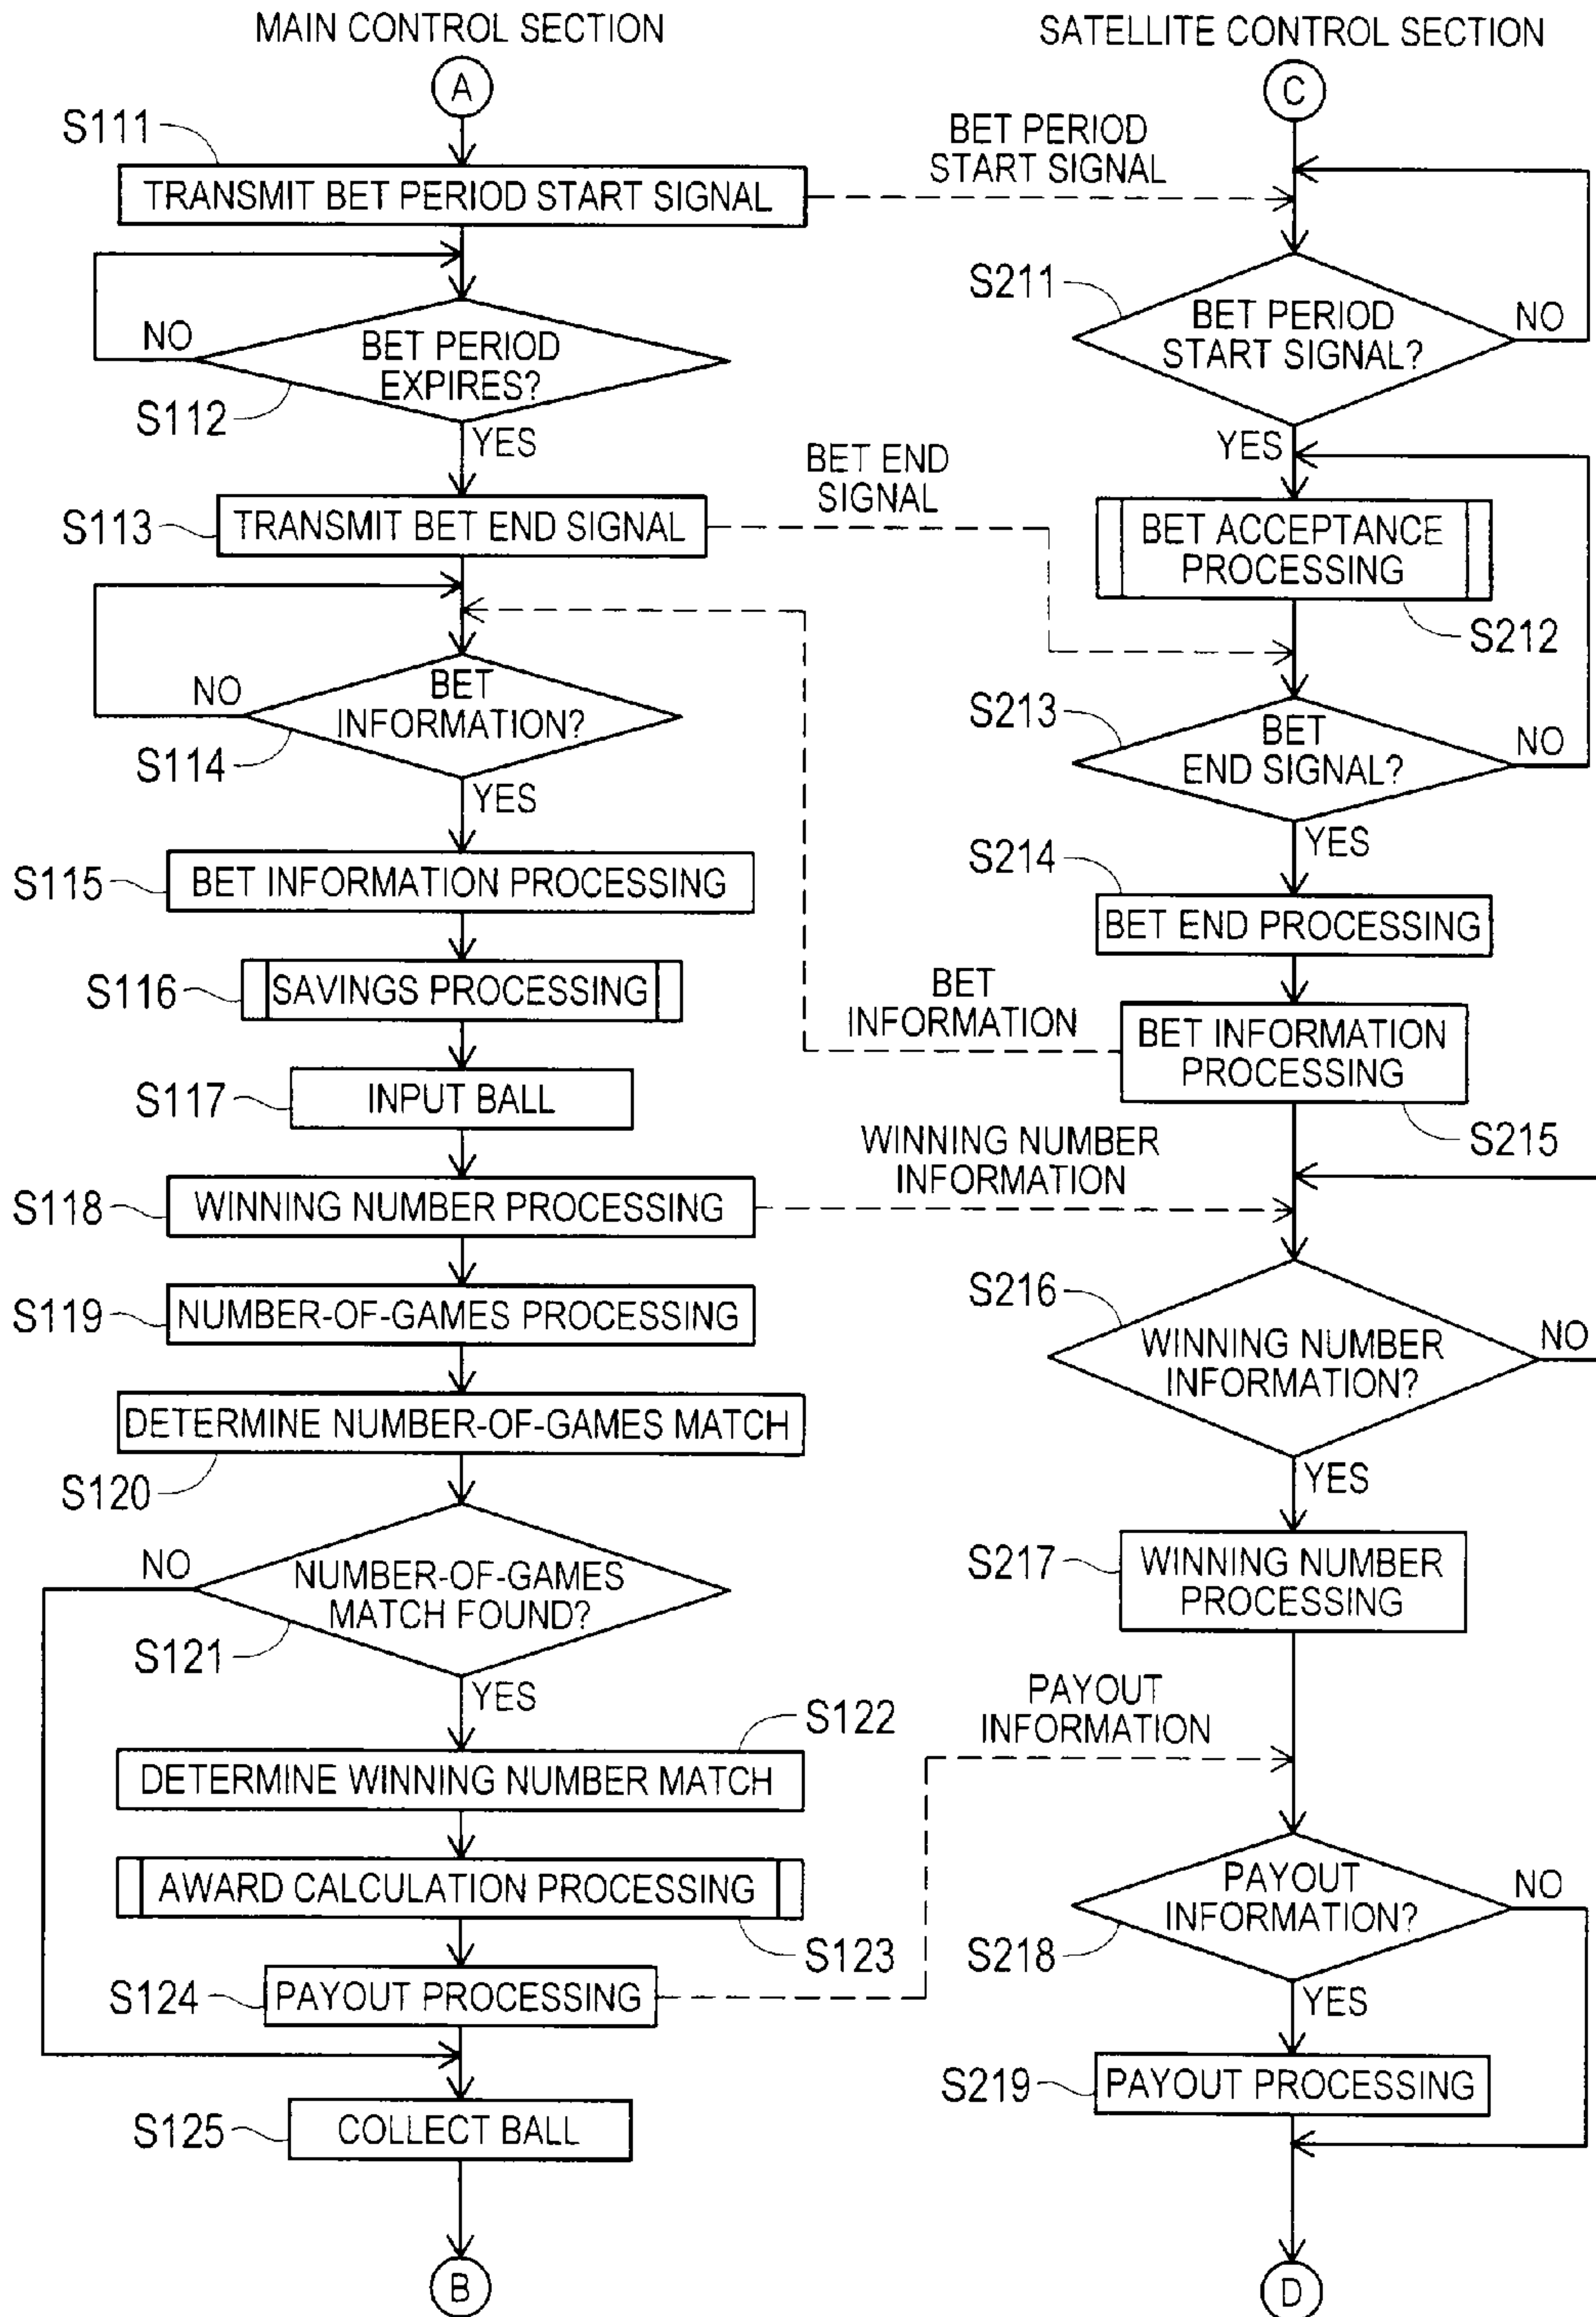 MAIN CONTROL SECTION
A
S111
TRANSMIT BET PERIOD START SIGNAL
NO
BET PERIOD
EXPIRES?
S112
YES
S113
TRANSMIT BET END SIGNAL
NO
BET
INFORMATION?
S114
YES
S115
BET INFORMATION PROCESSING
S116
SAVINGS PROCESSING
S117
INPUT BALL
S118
WINNING NUMBER PROCESSING
S119
NUMBER-OF-GAMES PROCESSING
DETERMINE NUMBER-OF-GAMES MATCH
S120
NO
NUMBER-OF-GAMES
MATCH FOUND?
S121
YES
S122
DETERMINE WINNING NUMBER MATCH
AWARD CALCULATION PROCESSING
S123
S124
PAYOUT PROCESSING
S125
COLLECT BALL
B
BET PERIOD
START SIGNAL
BET END
SIGNAL
BET
INFORMATION
WINNING NUMBER
INFORMATION
PAYOUT
INFORMATION
SATELLITE CONTROL SECTION
C
S211
BET PERIOD
START SIGNAL?
NO
YES
BET ACCEPTANCE
PROCESSING
S212
S213
BET
END SIGNAL?
NO
YES
S214
BET END PROCESSING
BET INFORMATION
PROCESSING
S215
S216
WINNING NUMBER
INFORMATION?
NO
YES
S217
WINNING NUMBER
PROCESSING
PAYOUT
INFORMATION?
NO
S218
YES
S219
PAYOUT PROCESSING
D